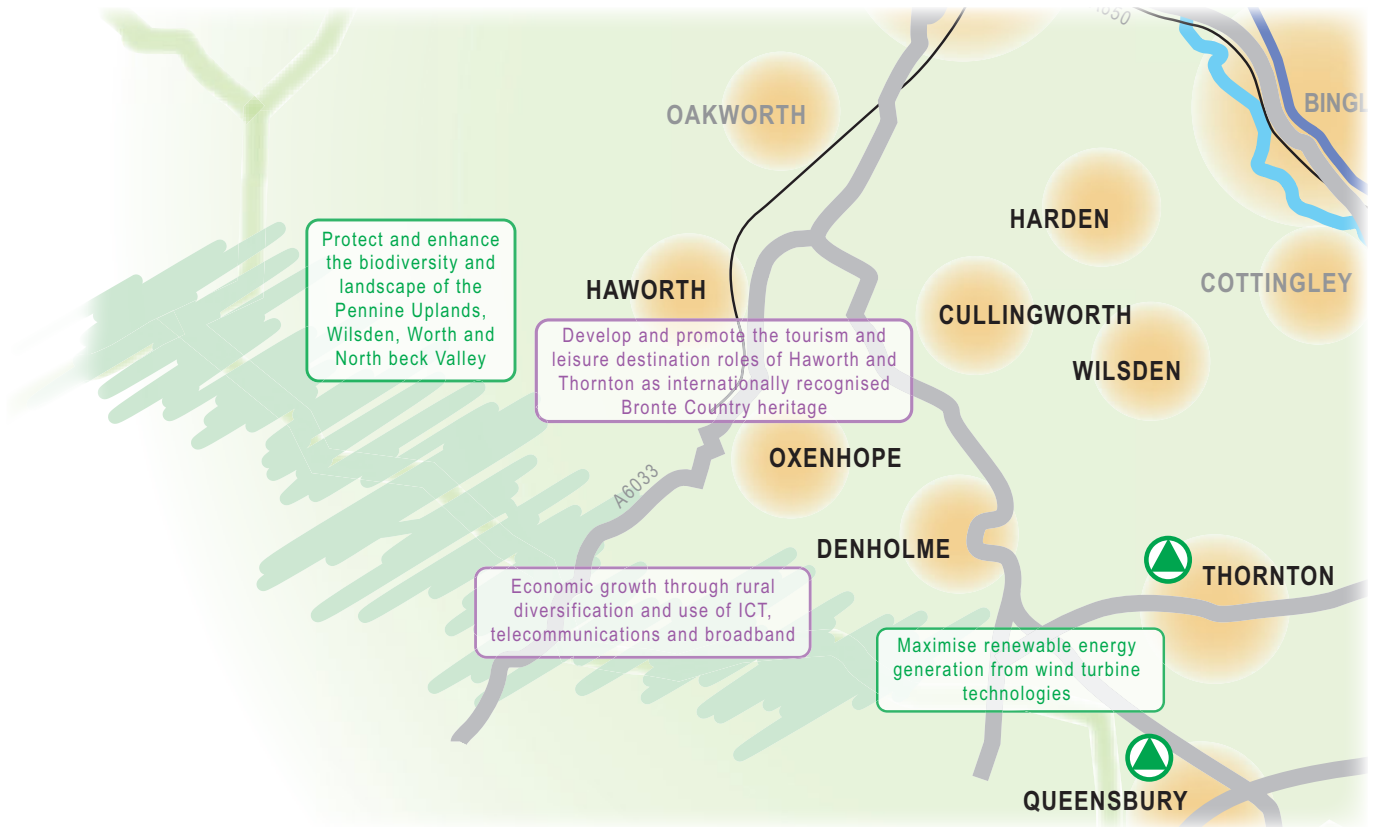 OAKWORTH
HARDEN
Protect and enhance
the biodiversity and
landscape of the
Pennine Uplands,
Wilsden, Worth and
North beck Valley
HAWORTH
COTTINGLEY
CULLINGWORTH
Develop and promote the tourism and
leisure destination roles of Haworth and
Thornton as internationally recognised
Bronte Country heritage
WILSDEN
OXENHOPE
A6033
DENHOLME
THORNTON
Economic growth through rural
diversification and use of ICT,
telecommunications and broadband
Maximise renewable energy
generation from wind turbine
technologies
QUEENSBURY